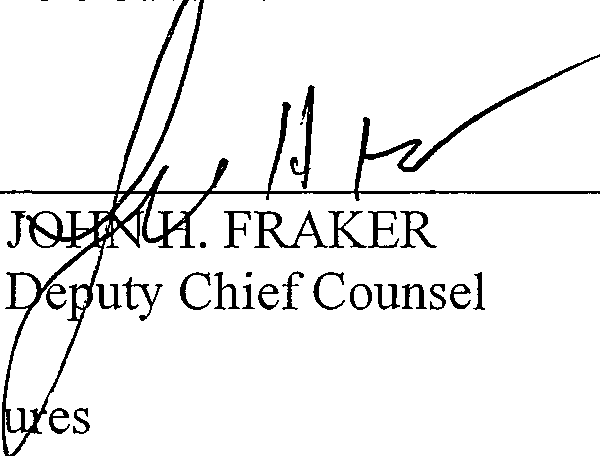 JOHN H. FRAKER
Deputy Chief Counsel
ures